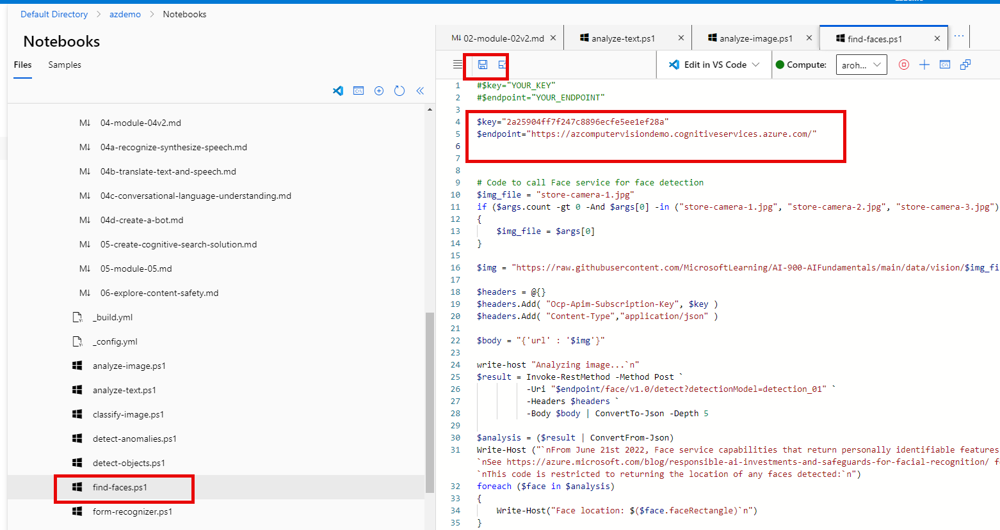 Default Directory > azdemo > Notebooks
Notebooks
Files Samples
M↓ 04-module-04v2.md
M↓ 04a-recognize-synthesize-speech.md
M↓ 04b-translate-text-and-speech.md
M↓ 04c-conversational-language-understanding.md
M↓ 04d-create-a-bot.md
M↓ 05-create-cognitive-search-solution.md
M↓ 05-module-05.md
M↓ 06-explore-content-safety.md
_build.yml
_config.yml
analyze-image.ps1
analyze-text.ps1
classify-image.ps1
detect-anomalies.ps1
detect-objects.ps1
find-faces.ps1
form-recognizer.ps1
M↓ 02-module-02v2.md analyze-text.ps1 analyze-image.ps1 find-faces.ps1 ...
Edit in VS Code Compute: aroh...
1 #$key="YOUR_KEY"
2 #$endpoint="YOUR_ENDPOINT"
3
4 $key="2a25904ff7f247c8896ecfe5ee1ef28a"
5 $endpoint="https://azcomputervisiondemo.cognitiveservices.azure.com/"
6
7
8
9 # Code to call Face service for face detection
10 $img_file = "store-camera-1.jpg"
11 if ($args.count -gt 0 -And $args[0] -in ("store-camera-1.jpg", "store-camera-2.jpg", "store-camera-3.jpg")
12 {
13 $img_file = $args[0]
14 }
15
16 $img = "https://raw.githubusercontent.com/MicrosoftLearning/AI-900-AIFundamentals/main/data/vision/$img_fi
17
18 $headers = @{}
19 $headers.Add( "Ocp-Apim-Subscription-Key", $key )
20 $headers.Add( "Content-Type","application/json" )
21
22 $body = "{'url' : '$img'}"
23
24 write-host "Analyzing image...`n"
25 $result = Invoke-RestMethod -Method Post `
26 -Uri "$endpoint/face/v1.0/detect?detectionModel=detection_01" `
27 -Headers $headers `
28 -Body $body | ConvertTo-Json -Depth 5
29
30 $analysis = ($result | ConvertFrom-Json)
31 Write-Host ("`nFrom June 21st 2022, Face service capabilities that return personally identifiable features
`nSee https://azure.microsoft.com/blog/responsible-ai-investments-and-safeguards-for-facial-recognition/ fo
`nThis code is restricted to returning the location of any faces detected:`n")
32 foreach ($face in $analysis)
33 {
34 Write-Host("Face location: $($face.faceRectangle)`n")
35 }